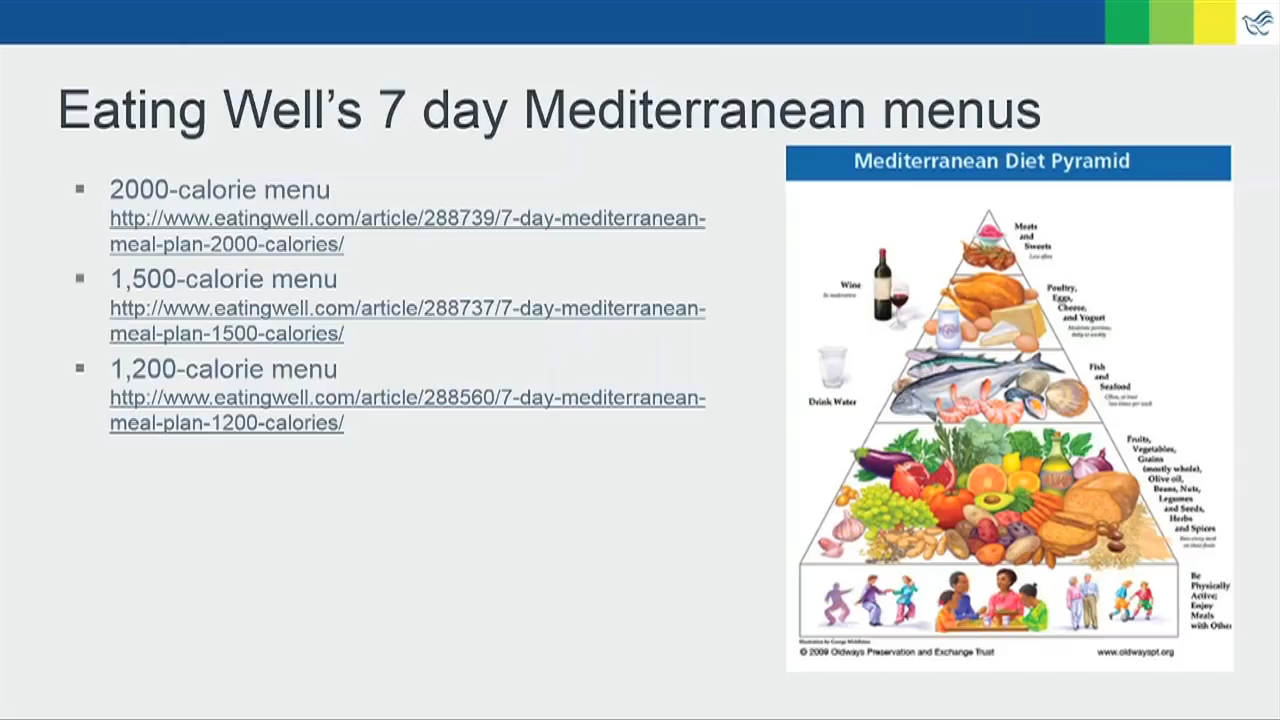 Eating Well's 7 day Mediterranean menus
2000-calorie menu
http://www.eatingwell.com/article/288739/7-day-mediterranean-
meal-plan-2000-calories/
1,500-calorie menu
http://www.eatingwell.com/article/288737/7-day-mediterranean-
meal-plan-1500-calories/
1,200-calorie menu
http://www.eatingwell.com/article/288560/7-day-mediterranean-
meal-plan-1200-calories/
Mediterranean Diet Pyramid
Meats
and
Sweets
Less often
Wine
In moderation
Poultry,
Eggs,
Cheese,
and Yogurt
Moderate portions,
daily to weekly
Fish
and
Seafood
Often, at least
two times per week
Drink Water
Fruits,
Vegetables,
Grains
(mostly whole),
Olive oil,
Beans, Nuts,
Legumes
and Seeds,
Herbs
and Spices
Base every meal
on these foods
Be
Physically
Active;
Enjoy
Meals
with Other
Illustration by George Middleton
© 2009 Oldways Preservation and Exchange Trust
www.oldwayspt.org